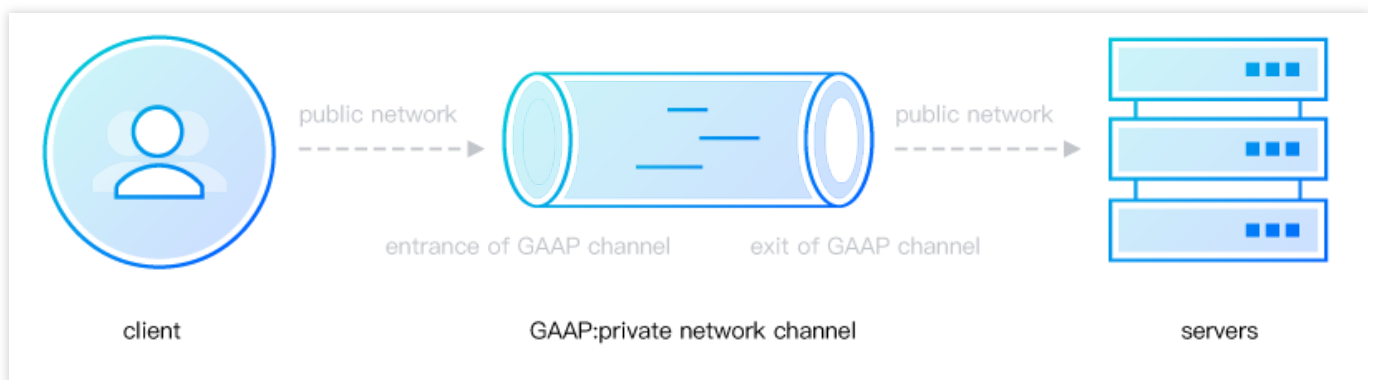 public network
public network
entrance of GAAP channel
exit of GAAP channel
client
GAAP:private network channel
servers